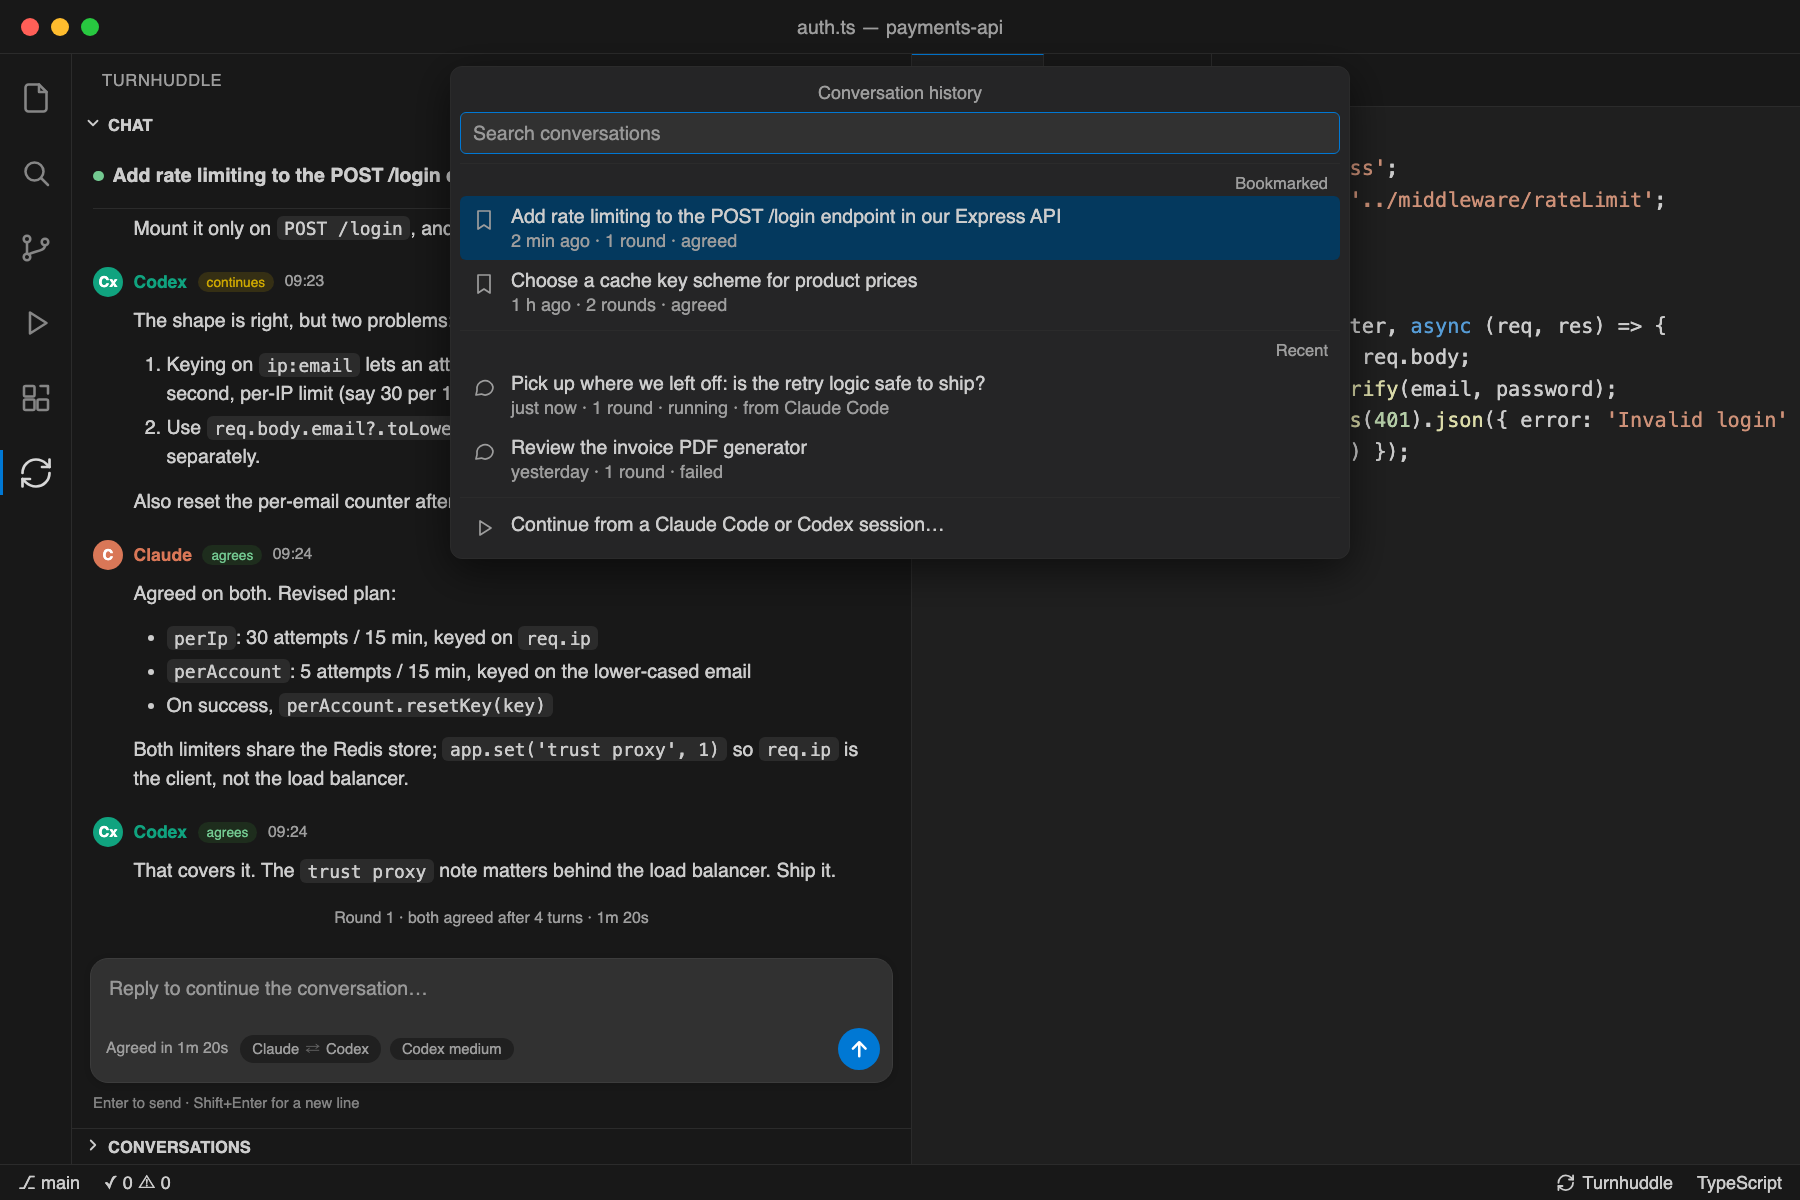 auth.ts — payments-api
TURNHUDDLE
CHAT
Add rate limiting to the POST /login
Mount it only on POST /login, and
Cx Codex continues 09:23
The shape is right, but two problems:
1. Keying on ip:email lets an att
second, per-IP limit (say 30 per 1
2. Use req.body.email?.toLowe
separately.
Also reset the per-email counter after
C Claude agrees 09:24
Agreed on both. Revised plan:
• perIp: 30 attempts / 15 min, keyed on req.ip
• perAccount: 5 attempts / 15 min, keyed on the lower-cased email
• On success, perAccount.resetKey(key)
Both limiters share the Redis store; app.set('trust proxy', 1) so req.ip is
the client, not the load balancer.
Cx Codex agrees 09:24
That covers it. The trust proxy note matters behind the load balancer. Ship it.
Round 1 · both agreed after 4 turns · 1m 20s
Reply to continue the conversation…
Agreed in 1m 20s Claude ⇄ Codex Codex medium
Enter to send · Shift+Enter for a new line
CONVERSATIONS
Conversation history
Search conversations
Bookmarked
Add rate limiting to the POST /login endpoint in our Express API
2 min ago · 1 round · agreed
Choose a cache key scheme for product prices
1 h ago · 2 rounds · agreed
Recent
Pick up where we left off: is the retry logic safe to ship?
just now · 1 round · running · from Claude Code
Review the invoice PDF generator
yesterday · 1 round · failed
Continue from a Claude Code or Codex session…
ss';
'../middleware/rateLimit';
ter, async (req, res) => {
req.body;
rify(email, password);
s(401).json({ error: 'Invalid login'
) });
main ✓ 0 ⚠ 0
Turnhuddle TypeScript